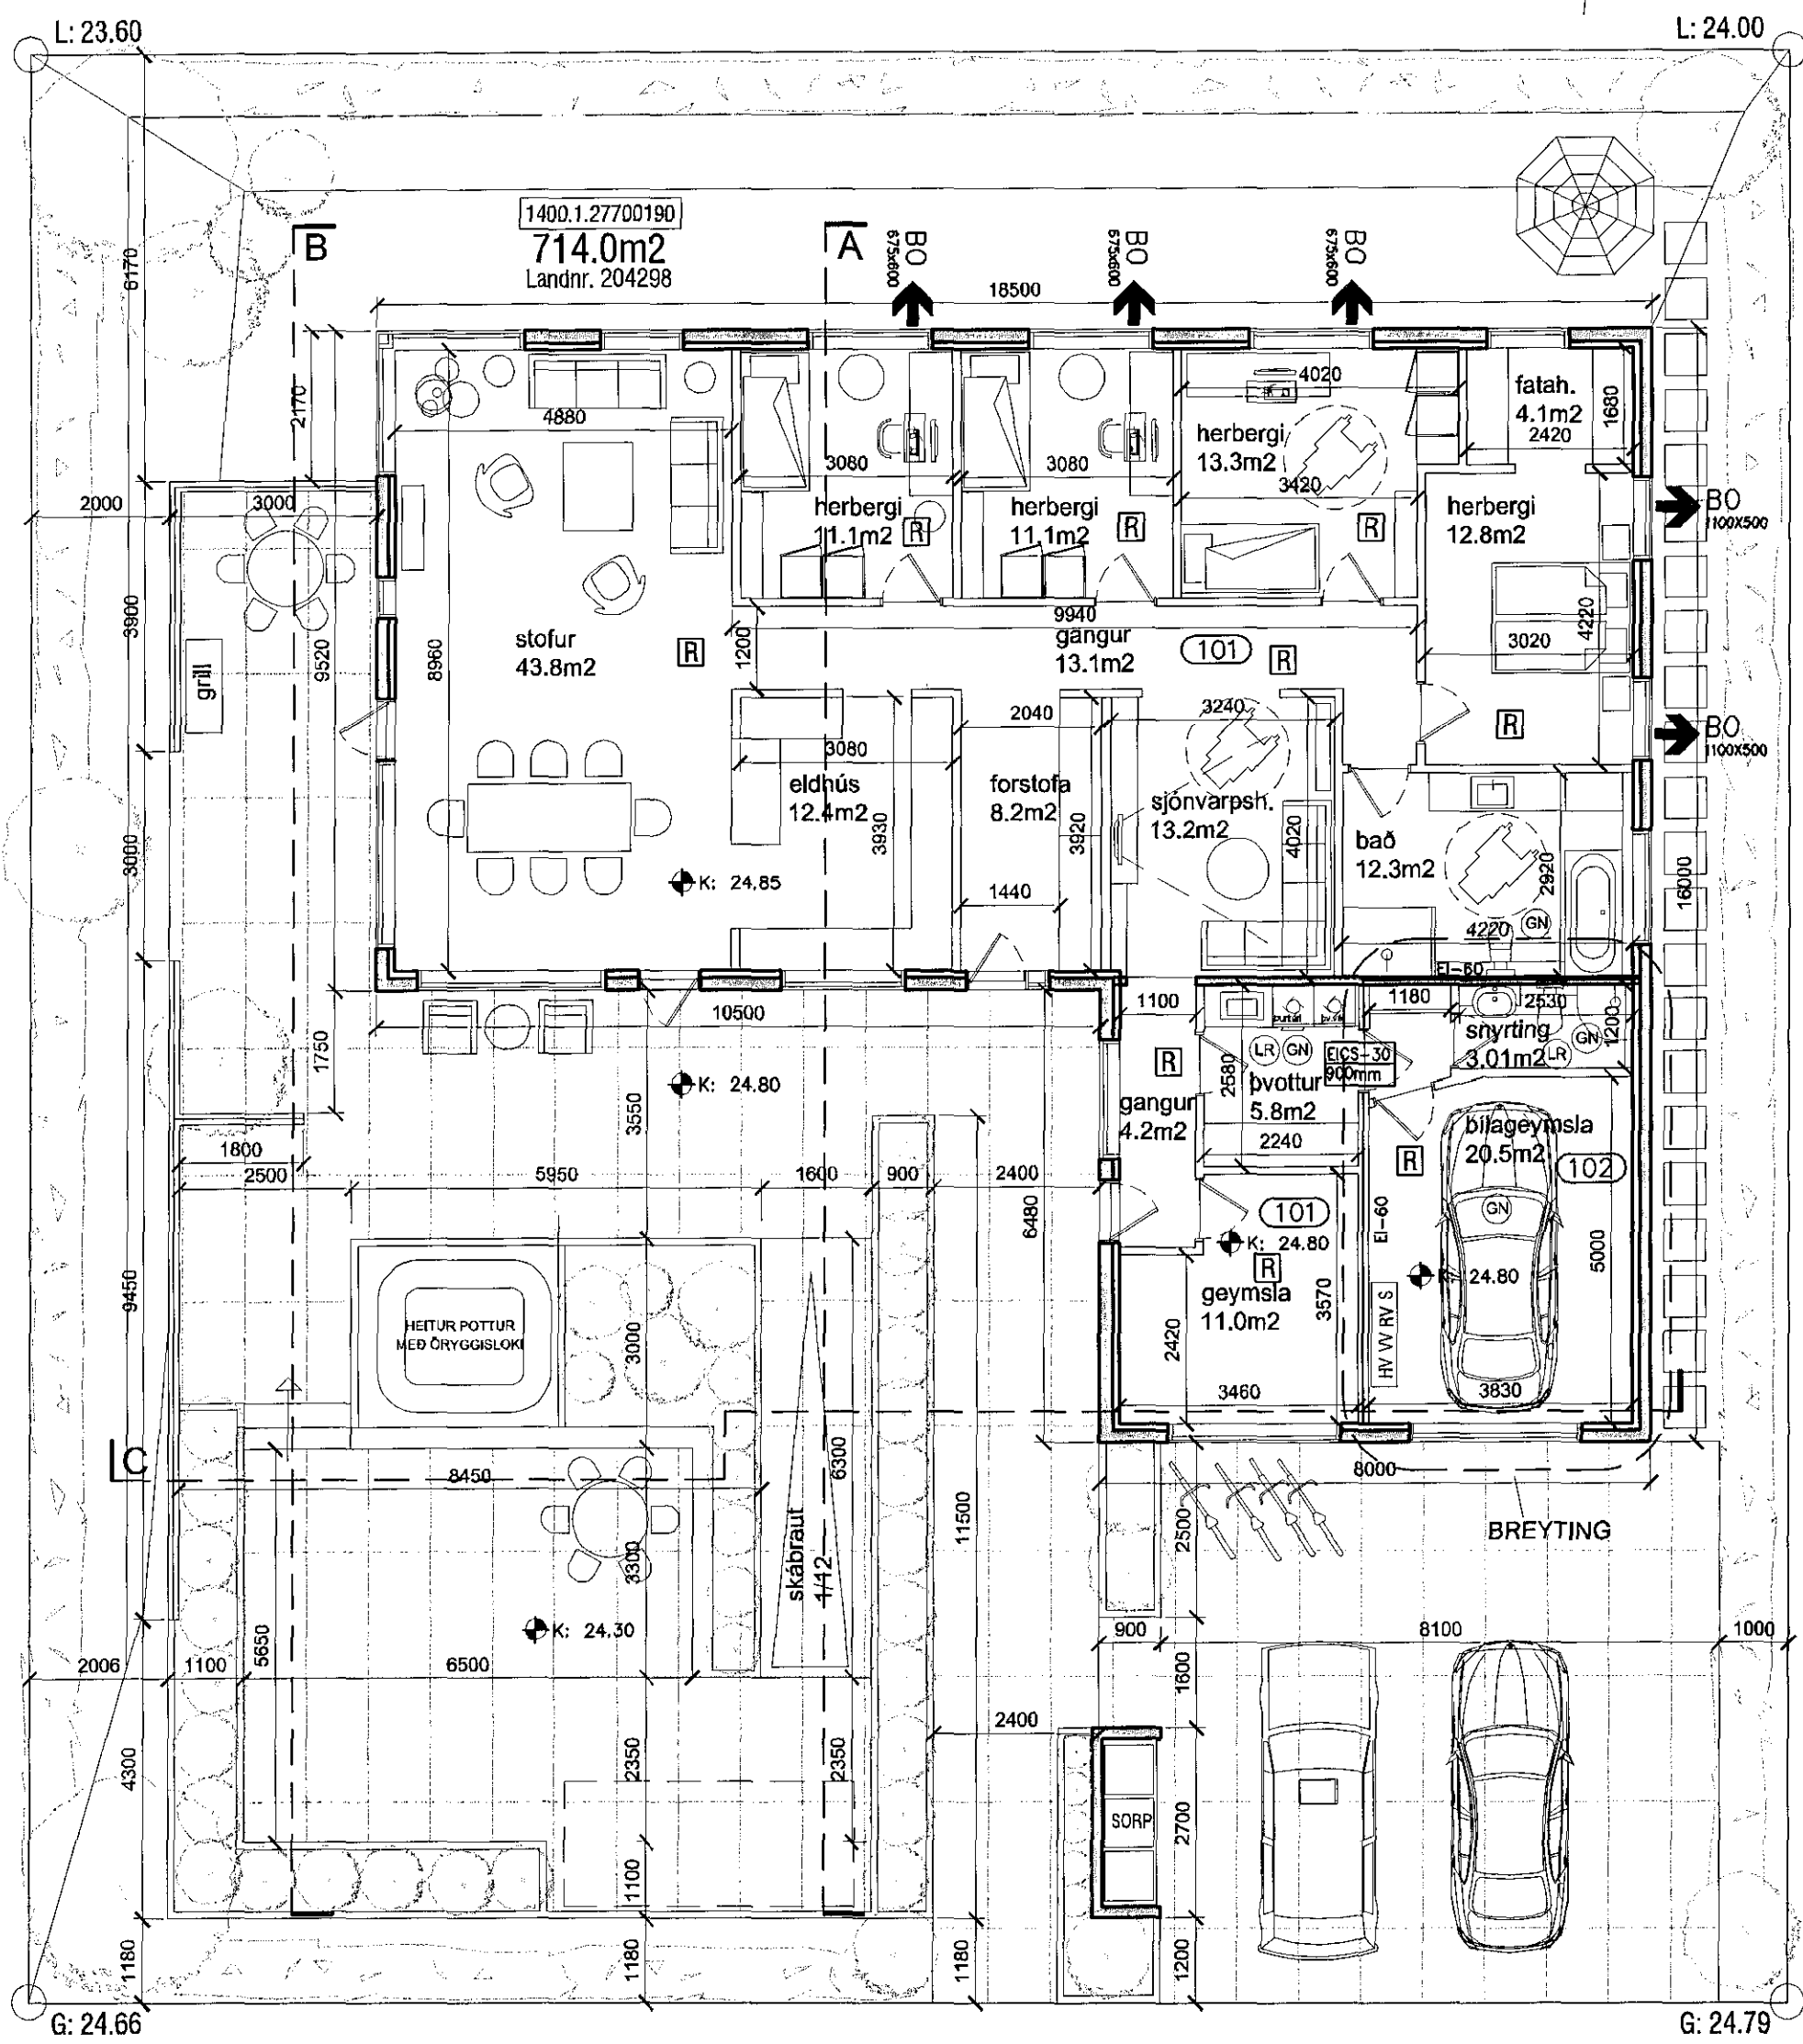 L: 23.60
L: 24.00
1400.1.27700190
714.0m2
Landnr. 204298
B
A
BO
675x600
BO
675x600
BO
675x600
18500
6170
2170
4880
3080
3080
4020
fatah.
4.1m2
1680
2420
herbergi
13.3m2
3420
herbergi
11.1m2
R
herbergi
11.1m2
R
R
herbergi
12.8m2
BO
1100X500
2000
3000
3900
9520
grill
8960
stofur
43.8m2
R
1200
9940
gangur
13.1m2
101
R
4220
3020
R
BO
1100X500
2040
3240
3080
eldhús
12.4m2
3930
forstofa
8.2m2
3920
sjónvarpsh.
13.2m2
4020
bað
12.3m2
2920
16000
3000
K: 24.85
1440
4220
GN
EI-60
10500
1100
1180
2530
1750
3550
K: 24.80
R
LR
GN
EICS-30
900mm
snyrting
3.01m2
LR
GN
1200
2580
þvottur
5.8m2
gangur
4.2m2
2240
bílageymsla
20.5m2
R
102
1800
2500
5950
1600
900
2400
6480
101
GN
EI-60
K: 24.80
R
K: 24.80
5000
geymsla
11.0m2
3570
HV VV RV S
9450
HEITUR POTTUR
MEÐ ÖRYGGISLOKI
3000
2420
3460
3830
C
8450
6300
8000
11500
2500
BREYTING
3300
skábraut
1/12
K: 24.30
5650
2006
1100
6500
900
8100
1000
1600
2400
4300
2350
2350
SORP
2700
1100
1180
1180
1180
1200
G: 24.66
G: 24.79